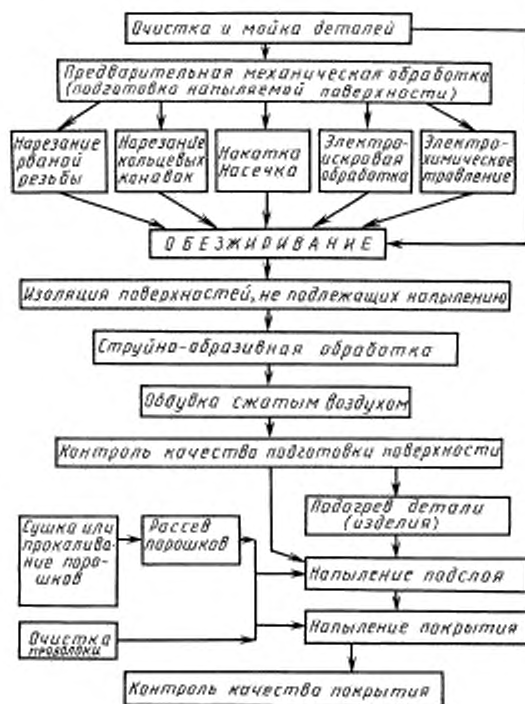 Очистка и мойка деталей
Предварительная механическая обработка
(подготовка напыляемой поверхности)
Нарезание
рваной
резьбы
Нарезание
кольцевых
канавок
Накатка
Насечка
Электро-
искровая
обработка
Электро-
химическое
травление
ОБЕЗЖИРИВАНИЕ
Изоляция поверхностей, не подлежащих напылению
Струйно-образивная обработка
Обдувка сжатым воздухом
Контроль качества подготовки поверхности
Подогрев детали
(изделия)
Сушка или
прокалива-
ние поро-
шков
Рассев
порошков
Напыление подслоя
Очистка
проволоки
Напыление покрытия
Контроль качества покрытия